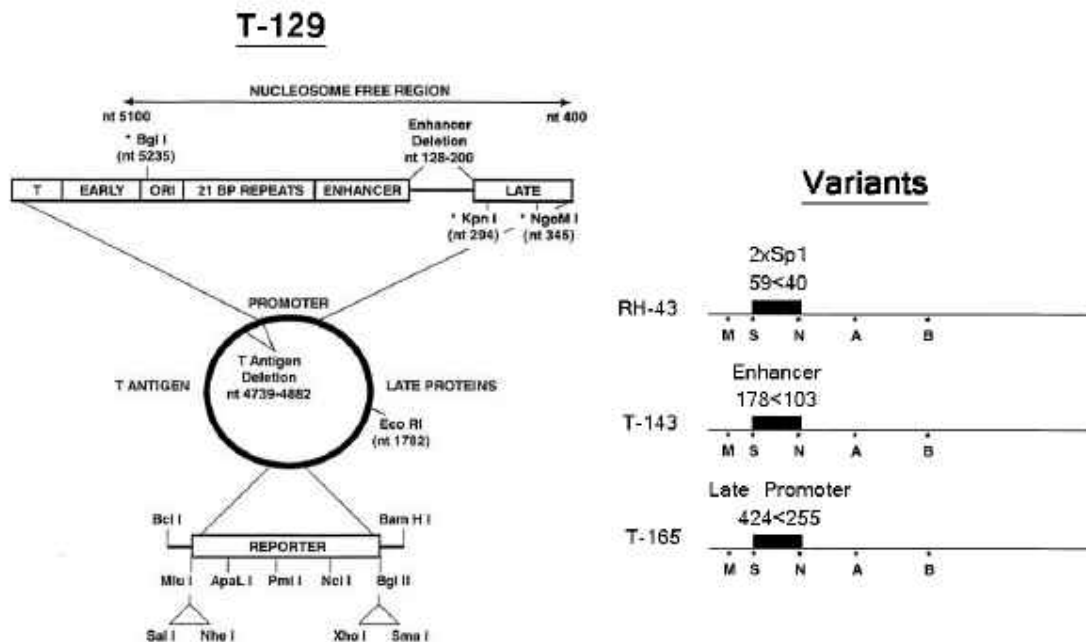 T-129
NUCLEOSOME FREE REGION
nt 5100
nt 400
* Bgl I
(nt 5235)
Enhancer
Deletion
nt 128-200
T EARLY ORI 21 BP REPEATS ENHANCER LATE
* Kpn I
(nt 294)
* NgoM I
(nt 345)
PROMOTER
T Antigen
Deletion
nt 4739-4882
T ANTIGEN
LATE PROTEINS
Eco RI
(nt 1782)
Bcl I
Bam H I
REPORTER
Mlu I ApaL I Pml I Nci I Bgl II
Sal I Nhe I Xho I Sma I
Variants
2xSp1
59<40
RH-43
M S N A B
Enhancer
178<103
T-143
M S N A B
Late Promoter
424<255
T-165
M S N A B